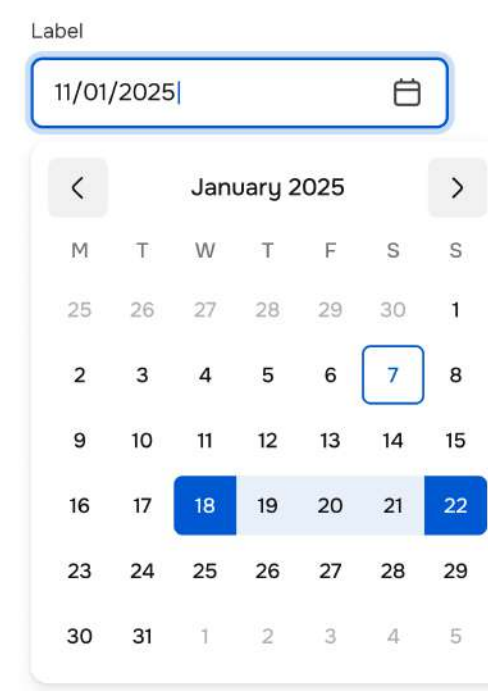 Label
11/01/2025
January 2025
M T W T F S S
25 26 27 28 29 30 1
2 3 4 5 6 7 8
9 10 11 12 13 14 15
16 17 18 19 20 21 22
23 24 25 26 27 28 29
30 31 1 2 3 4 5